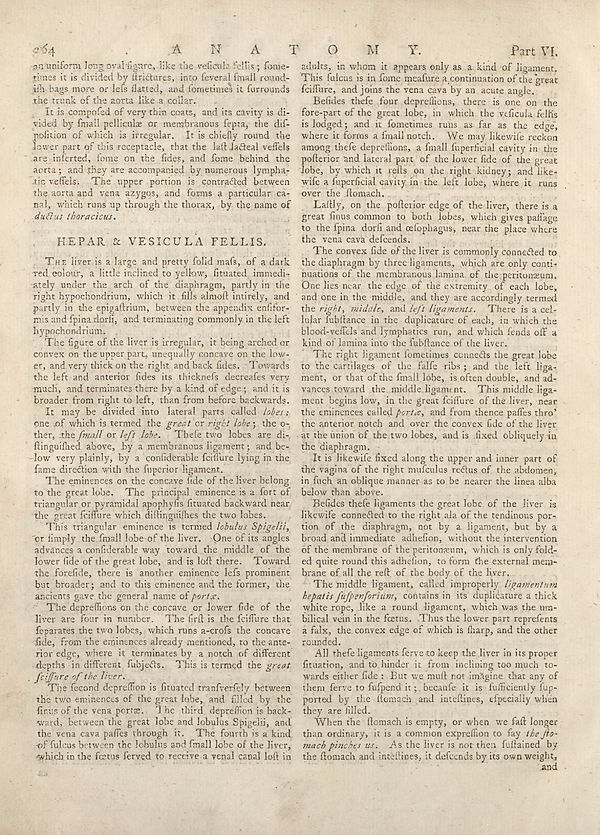 264 A N A T O M Y. Part VI.
an uniform long oval figure, like the vesicula fellis; ſome-
times it is divided by ſtrictures, into ſeveral ſmall round-
iſh bags more or leſs flatted, and ſometimes it ſurrounds
the trunk of the aorta like a collar.
It is compoſed of very thin coats, and its cavity is di-
vided by ſmall pelliculæ or membranous ſepta, the diſ-
poſition of which is irregular. It is chiefly round the
lower part of this receptacle, that the laſt lacteal veſſels
are inſerted, ſome on the ſides, and ſome behind the
aorta; and they are accompanied by numerous lympha-
tic veſſels. The upper portion is contracted between
the aorta and vena azygos, and forms a particular ca-
nal, which runs up through the thorax, by the name of
ductus thoracicus.
HEPAR & VESICULA FELLIS.
THE liver is a large and pretty ſolid maſs, of a dark
red colour, a little inclined to yellow, ſituated immedi-
ately under the arch of the diaphragm, partly in the
right hypochondrium, which it fills almoſt intirely, and
partly in the epigaſtrium, between the appendix enſifor-
mis and ſpina dorſi, and terminating commonly in the left
hypochondrium.
The figure of the liver is irregular, it being arched or
convex on the upper part, unequally concave on the low-
er, and very thick on the right and back ſides. Towards
the left and anterior ſides its thickneſs decreaſes very
much, and terminates there by a kind of edge; and it is
broader from right to left, than from before backwards.
It may be divided into lateral parts called lobes;
one of which is termed the great or right lobe; the o-
ther, the ſmall or left lobe. Theſe two lobes are di-
ſtinguiſhed above, by a membranous ligament; and be-
low very plainly, by a conſiderable ſciſſure lying in the
ſame direction with the ſuperior ligament.
The eminences on the concave ſide of the liver belong
to the great lobe. The principal eminence is a ſort of
triangular or pyramidal apophyſis ſituated backward near
the great ſciſſure which diſtinguiſhes the two lobes.
This triangular eminence is termed lobulus Spigelii,
or ſimply the ſmall lobe of the liver. One of its angles
advances a conſiderable way toward the middle of the
lower ſide of the great lobe, and is loſt there. Toward
the foreſide, there is another eminence leſs prominent
but broader; and to this eminence and the former, the
ancients gave the general name of portæ.
The depreſſions on the concave or lower ſide of the
liver are four in number. The firſt is the ſciſſure that
ſeparates the two lobes, which runs a-croſs the concave
ſide, from the eminences already mentioned, to the ante-
rior edge, where it terminates by a notch of different
depths in different ſubjects. This is termed the great
ſciſſure of the liver.
The ſecond depreſſion is ſituated tranſverſely between
the two eminences of the great lobe, and filled by the
ſinus of the vena portæ. The third depreſſion is back-
ward, between the great lobe and lobulus Spigelii, and
the vena cava paſſes through it. The fourth is a kind
of ſulcus between the lobulus and ſmall lobe of the liver,
which in the fœtus ſerved to receive a venal canal loſt in
adults, in whom it appears only as a kind of ligament.
This ſulcus is in ſome meaſure a continuation of the great
ſciſſure, and joins the vena cava by an acute angle.
Beſides theſe four depreſſions, there is one on the
fore-part of the great lobe, in which the veſicula fellis
is lodged; and it ſometimes runs as far as the edge,
where it forms a ſmall notch. We may likewiſe reckon
among theſe depreſſions, a ſmall ſuperficial cavity in the
poſterior and lateral part of the lower ſide of the great
lobe, by which it reſts on the right kidney; and like-
wiſe a ſuperficial cavity in the left lobe, where it runs
over the ſtomach.
Laſtly, on the poſterior edge of the liver, there is a
great ſinus common to both lobes, which gives paſſage
to the ſpina dorſi and œſophagus, near the place where
the vena cava deſcends.
The convex ſide of the liver is commonly connected to
the diaphragm by three ligaments, which are only conti-
nuations of the membranous lamina of the peritonæum.
One lies near the edge of the extremity of each lobe,
and one in the middle, and they are accordingly termed
the right, middle, and left ligaments. There is a cel-
lular ſubſtance in the duplicature of each, in which the
blood-veſſels and lymphatics run, and which ſends off a
kind of lamina into the ſubſtance of the liver.
The right ligament ſometimes connects the great lobe
to the cartilages of the falſe ribs; and the left liga-
ment, or that of the ſmall lobe, is often double, and ad-
vances toward the middle ligament. This middle liga-
ment begins low, in the great ſciſſure of the liver, near
the eminences called portæ, and from thence paſſes thro'
the anterior notch and over the convex ſide of the liver
at the union of the two lobes, and is fixed obliquely in
the diaphragm.
It is likewiſe fixed along the upper and inner part of
the vagina of the right muſculus rectus of the abdomen,
in ſuch an oblique manner as to be nearer the linea alba
below than above.
Beſides theſe ligaments the great lobe of the liver is
likewiſe connected to the right ala of the tendinous por-
tion of the diaphragm, not by a ligament, but by a
broad and immediate adheſion, without the intervention
of the membrane of the peritonæum, which is only fold-
ed quite round this adheſion, to form the external mem-
brane of all the reſt of the body of the liver.
The middle ligament, called improperly ligamentum
hepatis ſuſpenſorium, contains in its duplicature a thick
white rope, like a round ligament, which was the um-
bilical vein in the fœtus. Thus the lower part repreſents
a falx, the convex edge of which is ſharp, and the other
rounded.
All theſe ligaments ſerve to keep the liver in its proper
ſituation, and to hinder it from inclining too much to-
wards either ſide: But we muſt not imagine that any of
them ſerve to ſuſpend it; becauſe it is ſufficiently ſup-
ported by the ſtomach and inteſtines, eſpecially when
they are filled.
When the ſtomach is empty, or when we faſt longer
than ordinary, it is a common expreſſion to ſay the ſto-
mach pinches us. As the liver is not then ſuſtained by
the ſtomach and inteſtines, it deſcends by its own weight,
and